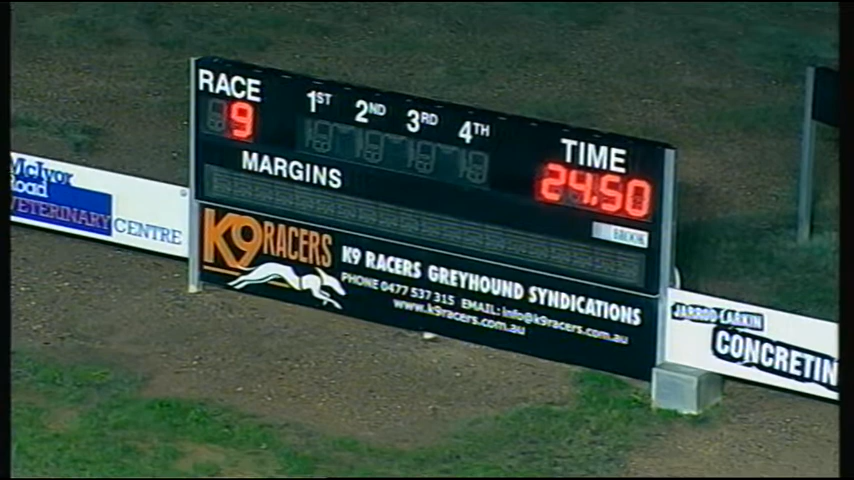 RACE 1ST 2ND 3RD 4TH
9
TIME
24.50
MARGINS
BROOK
McIvor
Road
VETERINARY CENTRE
K9 RACERS
K9 RACERS GREYHOUND SYNDICATIONS
PHONE 0477 537 315 EMAIL: info@k9racers.com.au
www.k9racers.com.au
JARROD LARKIN
CONCRETIN